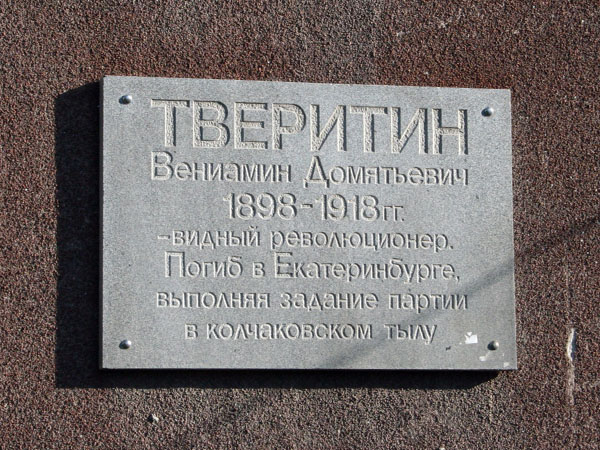 ТВЕРИТИН
Вениамин Домятьевич
1898-1918гг.
-видный революционер.
Погиб в Екатеринбурге,
выполняя задание партии
в колчаковском тылу